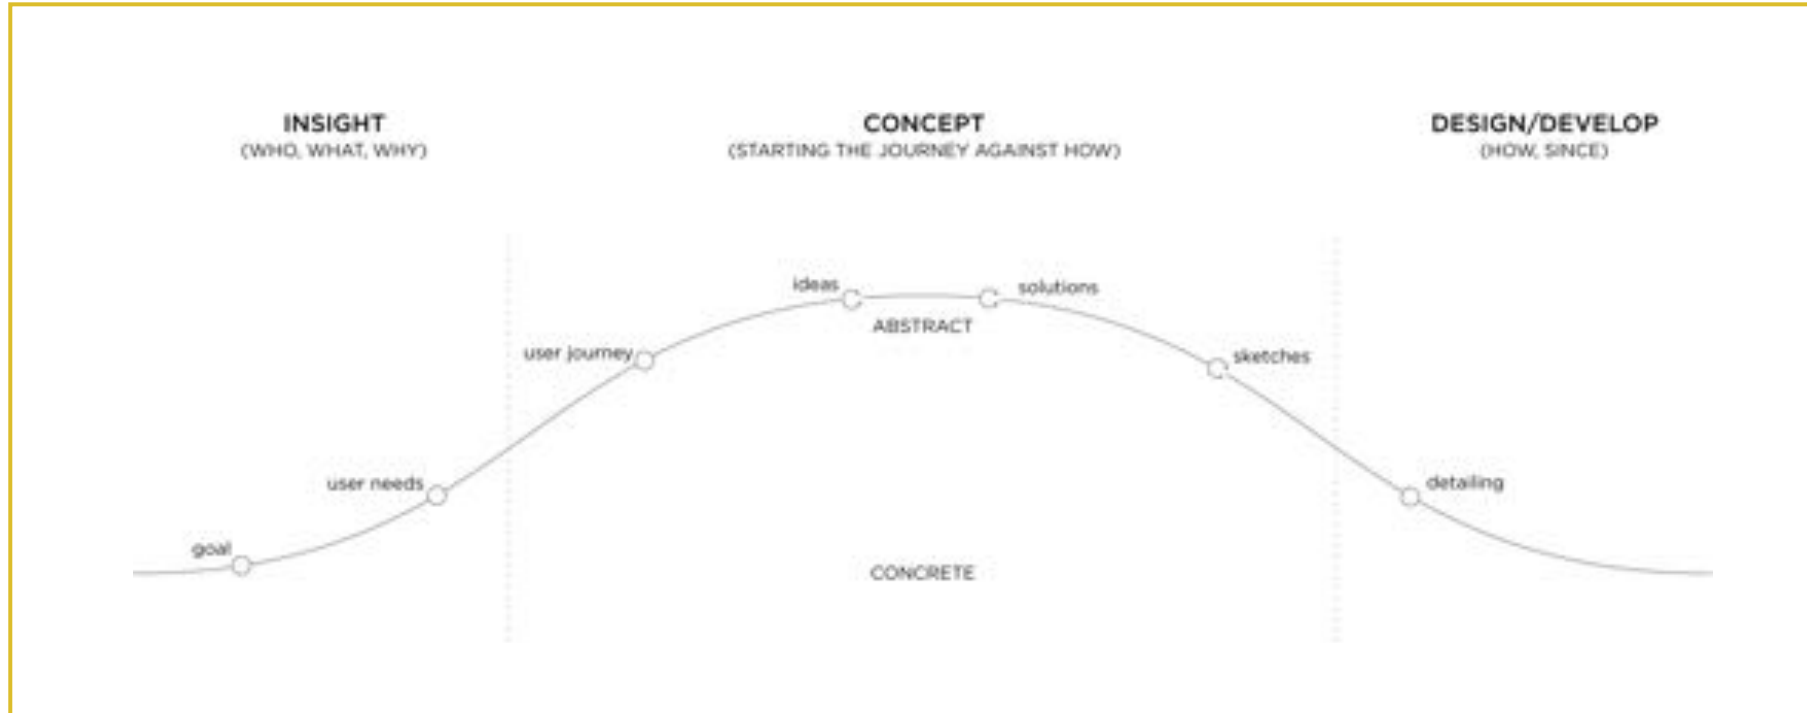 INSIGHT
(WHO, WHAT, WHY)
CONCEPT
(STARTING THE JOURNEY AGAINST HOW)
DESIGN/DEVELOP
(HOW, SINCE)
ideas
solutions
ABSTRACT
user journey
sketches
user needs
detailing
goal
CONCRETE